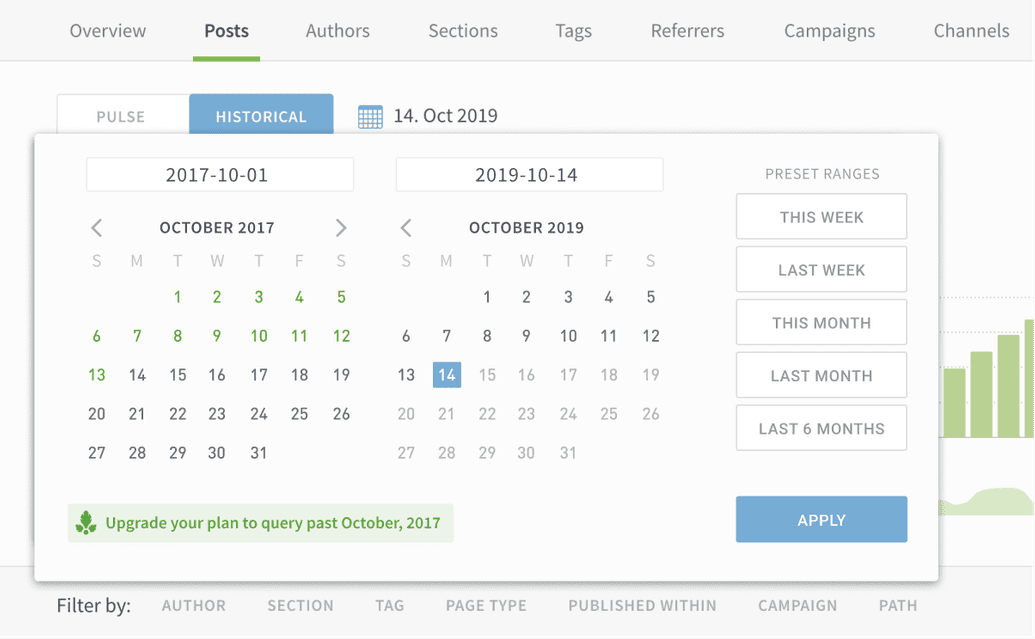 Overview Posts Authors Sections Tags Referrers Campaigns Channels
PULSE HISTORICAL 14. Oct 2019
2017-10-01 2019-10-14 PRESET RANGES
THIS WEEK
OCTOBER 2017 OCTOBER 2019
S M T W T F S S M T W T F S
LAST WEEK
1 2 3 4 5 1 2 3 4 5
THIS MONTH
6 7 8 9 10 11 12 6 7 8 9 10 11 12
13 14 15 16 17 18 19 13 14 15 16 17 18 19
LAST MONTH
20 21 22 23 24 25 26 20 21 22 23 24 25 26
LAST 6 MONTHS
27 28 29 30 31 27 28 29 30 31
Upgrade your plan to query past October, 2017
APPLY
Filter by: AUTHOR SECTION TAG PAGE TYPE PUBLISHED WITHIN CAMPAIGN PATH